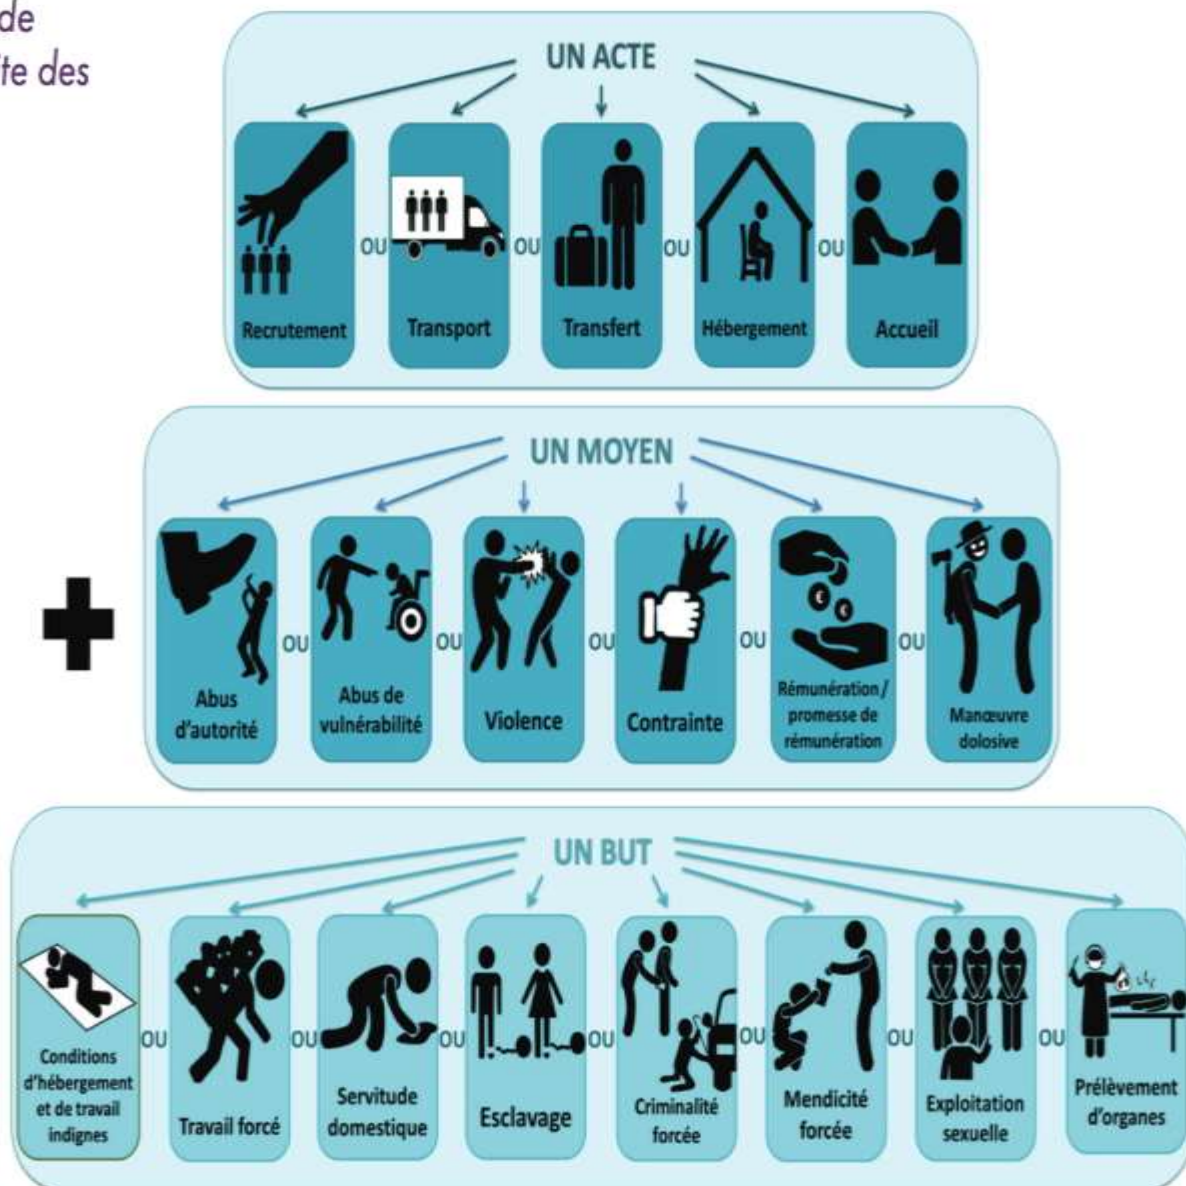 de
te des
UN ACTE
OU
OU
OU
OU
Recrutement
Transport
Transfert
Hébergement
Accueil
UN MOYEN
OU
OU
OU
OU
OU
€
€
Abus
d'autorité
Abus de
vulnérabilité
Violence
Contrainte
Rémunération /
promesse de
rémunération
Manœuvre
dolosive
UN BUT
OU
OU
OU
OU
OU
OU
OU
Conditions
d'hébergement
et de travail
indignes
Travail forcé
Servitude
domestique
Esclavage
Criminalité
forcée
Mendicité
forcée
Exploitation
sexuelle
Prélèvement
d'organes